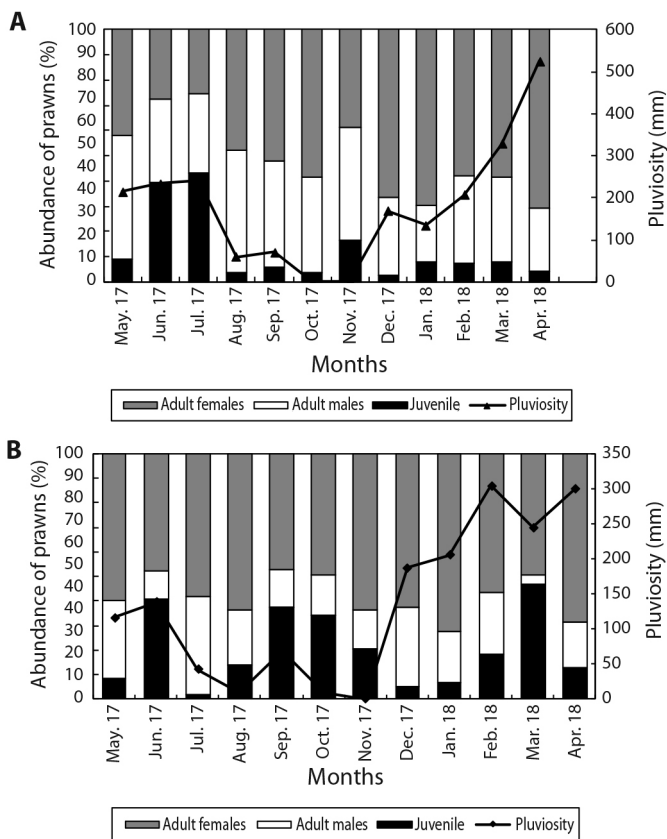 A
Abundance of prawns (%)
100
90
80
70
60
50
40
30
20
10
0
600
500
400
300
200
100
0
Pluviosity (mm)
May. 17
Jun. 17
Jul. 17
Aug. 17
Sep. 17
Oct. 17
Nov. 17
Dec. 17
Jan. 18
Feb. 18
Mar. 18
Apr. 18
Months
Adult females Adult males Juvenile Pluviosity
B
Abundance of prawns (%)
100
90
80
70
60
50
40
30
20
10
0
350
300
250
200
150
100
50
0
Pluviosity (mm)
May. 17
Jun. 17
Jul. 17
Aug. 17
Sep. 17
Oct. 17
Nov. 17
Dec. 17
Jan. 18
Feb. 18
Mar. 18
Apr. 18
Months
Adult females Adult males Juvenile Pluviosity